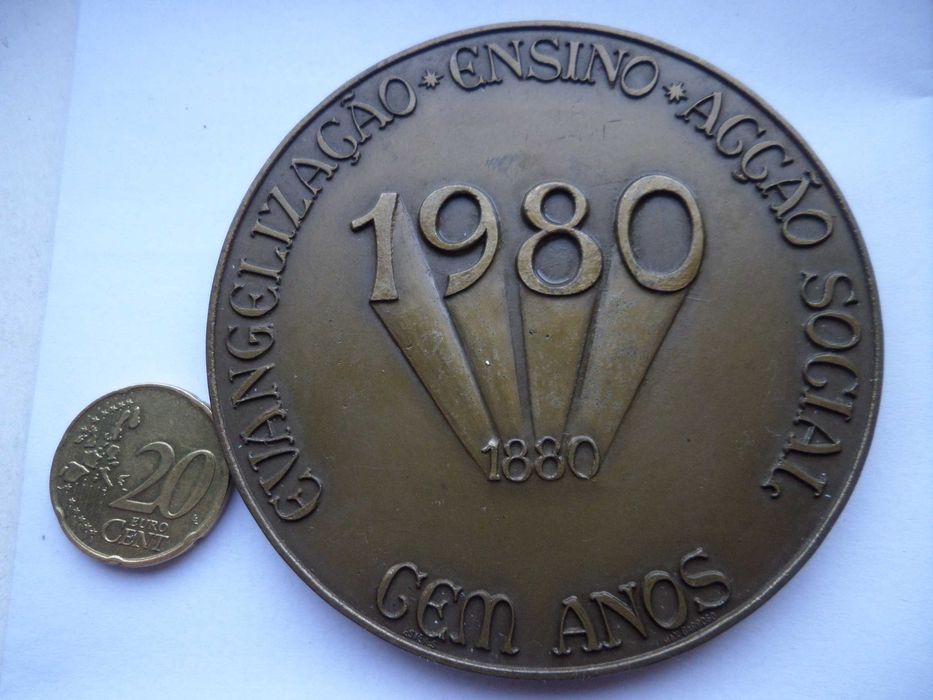 EVANGELIZAÇÃO * ENSINO * ACÇÃO SOCIAL
1980
1880
CEM ANOS
20
EURO
CENT